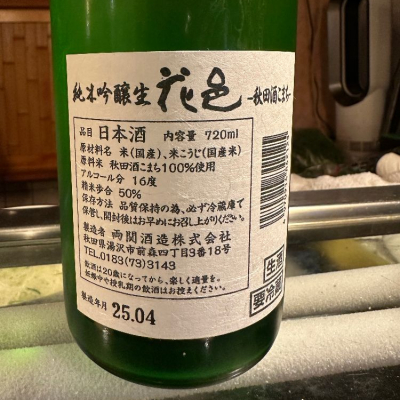 純米吟醸生 花邑 -秋田酒こまち-
品目 日本酒 内容量 720ml
原材料名 米(国産)、米こうじ(国産米)
原料米 秋田酒こまち100%使用
アルコール分 16度
精米歩合 50%
保存方法 品質保持の為、必ず冷蔵庫で
保管し、開封後はお早めにお召し上がりください。
製造者 両関酒造株式会社
秋田県湯沢市前森四丁目3番18号
TEL.0183(73)3143
飲酒は20歳になってから。楽しく適量を。
妊娠中や授乳期の飲酒はお控えください。
製造年月 25.04
生酒
要冷蔵